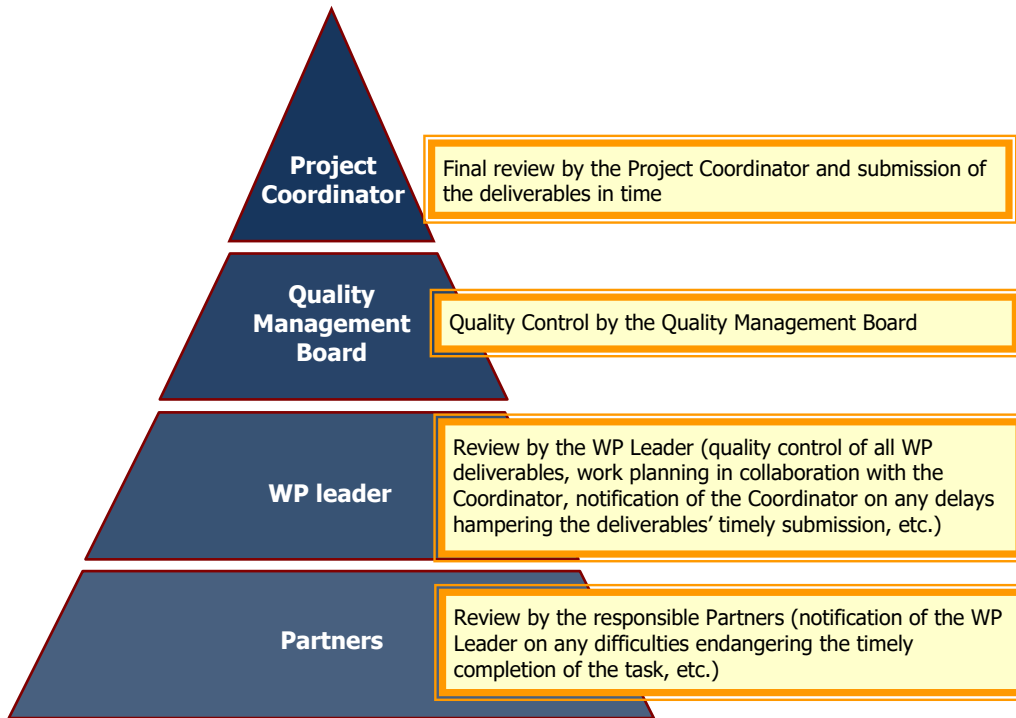 Project
Coordinator
Final review by the Project Coordinator and submission of
the deliverables in time
Quality
Management
Board
Quality Control by the Quality Management Board
WP leader
Review by the WP Leader (quality control of all WP
deliverables, work planning in collaboration with the
Coordinator, notification of the Coordinator on any delays
hampering the deliverables’ timely submission, etc.)
Partners
Review by the responsible Partners (notification of the WP
Leader on any difficulties endangering the timely
completion of the task, etc.)